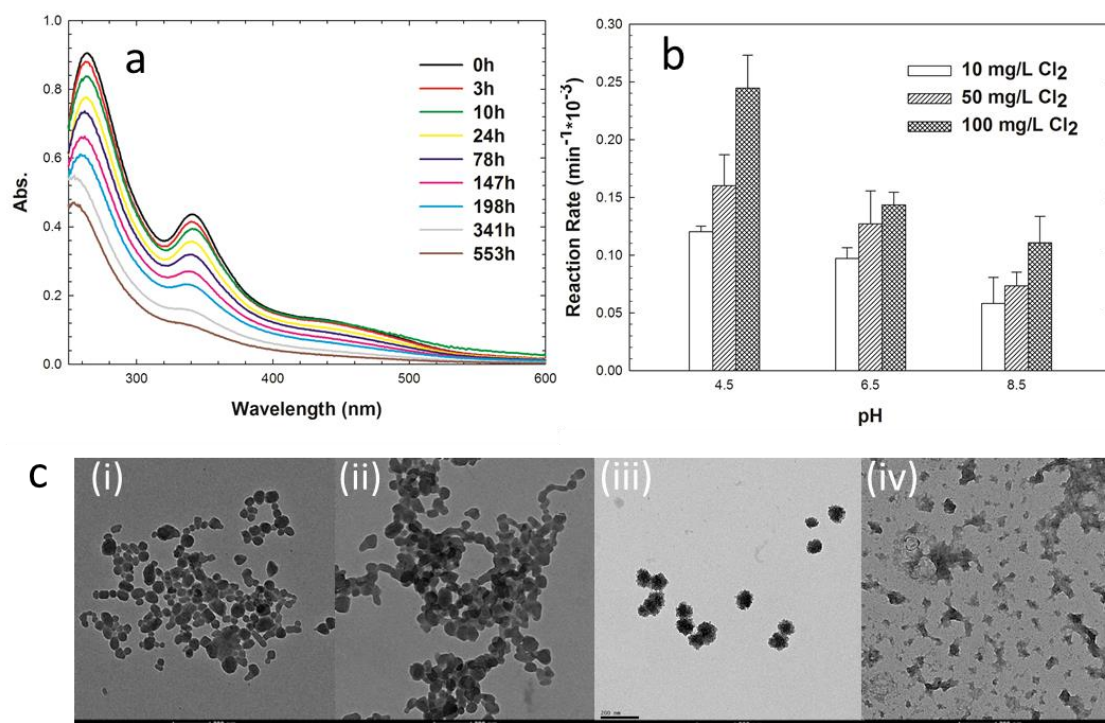 a
0h
3h
10h
24h
78h
147h
198h
341h
553h
1.0
0.8
0.6
0.4
0.2
0.0
Abs.
300
400
500
600
Wavelength (nm)
b
10 mg/L Cl₂
50 mg/L Cl₂
100 mg/L Cl₂
0.30
0.25
0.20
0.15
0.10
0.05
0.00
Reaction Rate (min⁻¹*10⁻³)
4.5
6.5
8.5
pH
c
(i)
(ii)
(iii)
(iv)
200 nm